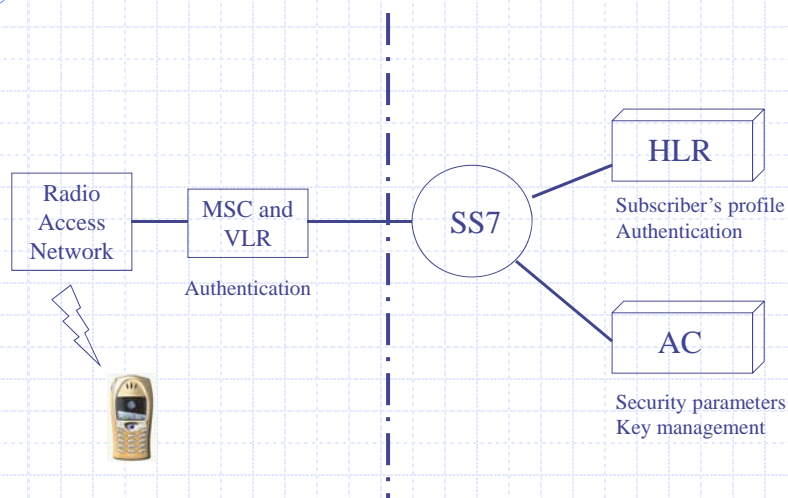 Radio
Access
Network
MSC and
VLR
Authentication
SS7
HLR
Subscriber’s profile
Authentication
AC
Security parameters
Key management